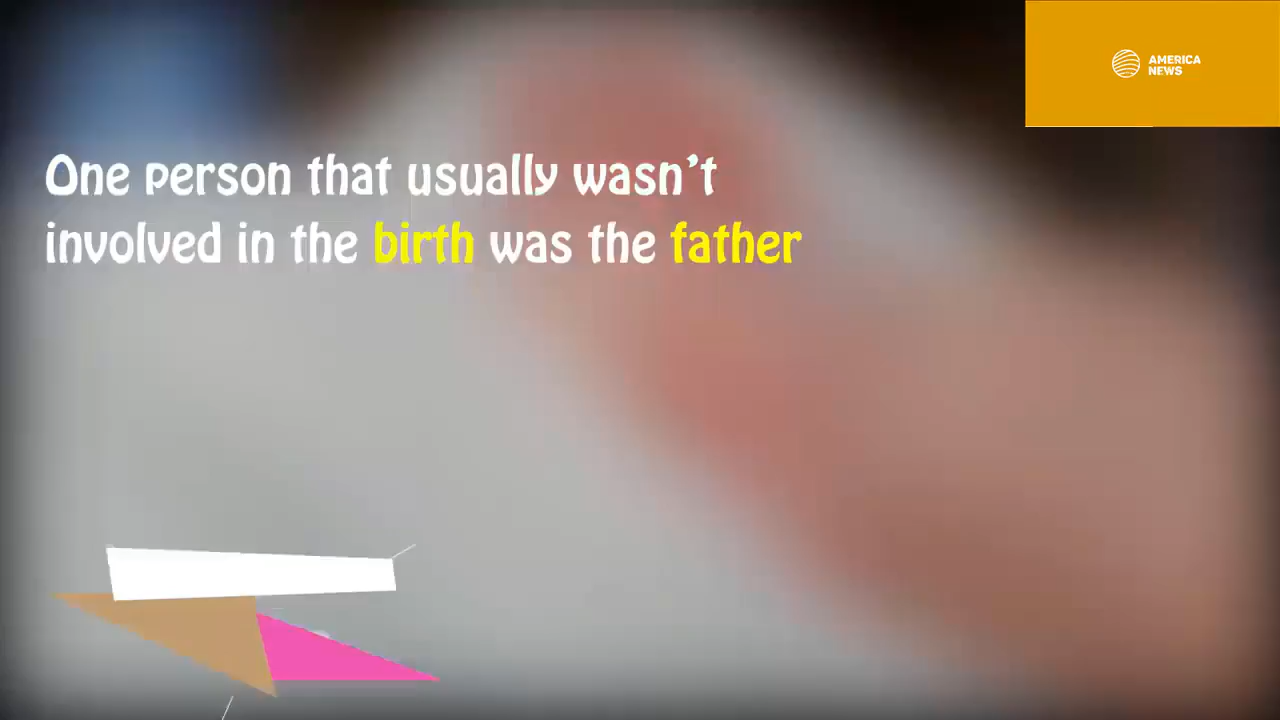 AMERICA
NEWS
One person that usually wasn't
involved in the birth was the father